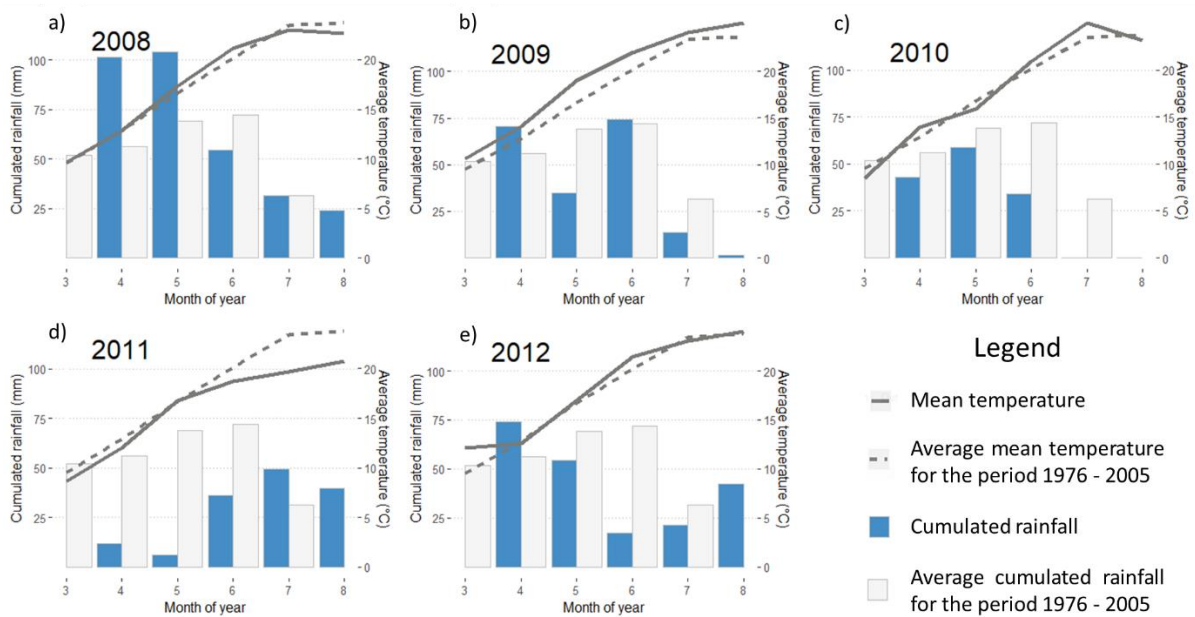 a)
2008
Cumulated rainfall (mm)
100
75
50
25
20
15
10
5
0
Average temperature (°C)
3 4 5 6 7 8
Month of year
b)
2009
Cumulated rainfall (mm)
100
75
50
25
20
15
10
5
0
Average temperature (°C)
3 4 5 6 7 8
Month of year
c)
2010
Cumulated rainfall (mm)
100
75
50
25
20
15
10
5
0
Average temperature (°C)
3 4 5 6 7 8
Month of year
d)
2011
Cumulated rainfall (mm)
100
75
50
25
20
15
10
5
0
Average temperature (°C)
3 4 5 6 7 8
Month of year
e)
2012
Cumulated rainfall (mm)
100
75
50
25
20
15
10
5
0
Average temperature (°C)
3 4 5 6 7 8
Month of year
Legend
Mean temperature
Average mean temperature
for the period 1976 - 2005
Cumulated rainfall
Average cumulated rainfall
for the period 1976 - 2005